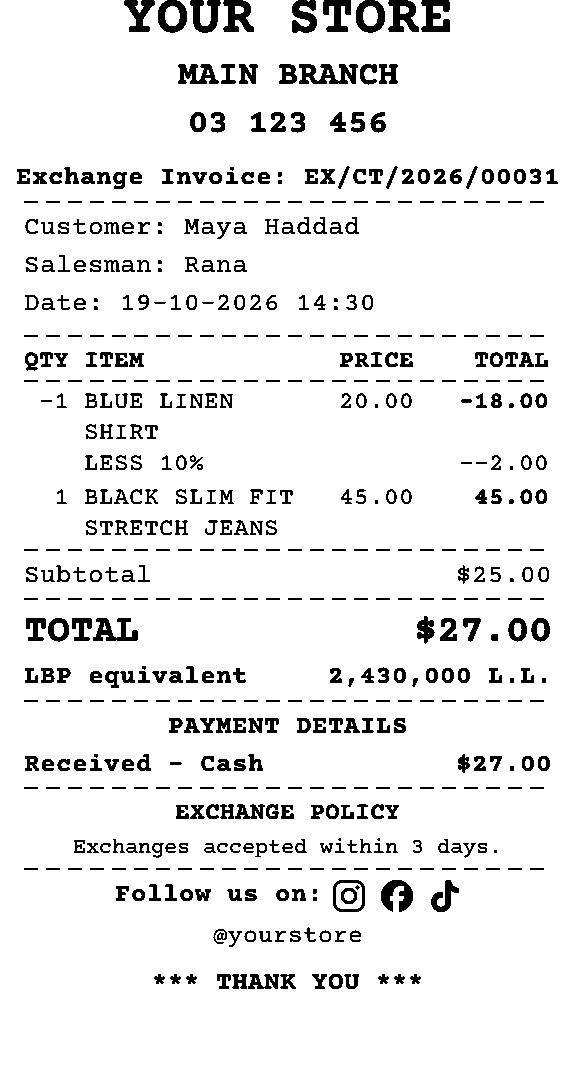 YOUR STORE
MAIN BRANCH
03 123 456
Exchange Invoice: EX/CT/2026/00031
Customer: Maya Haddad
Salesman: Rana
Date: 19-10-2026 14:30
QTY ITEM PRICE TOTAL
-1 BLUE LINEN 20.00 -18.00
SHIRT
LESS 10% --2.00
1 BLACK SLIM FIT 45.00 45.00
STRETCH JEANS
Subtotal $25.00
TOTAL $27.00
LBP equivalent 2,430,000 L.L.
PAYMENT DETAILS
Received - Cash $27.00
EXCHANGE POLICY
Exchanges accepted within 3 days.
Follow us on:
@yourstore
*** THANK YOU ***